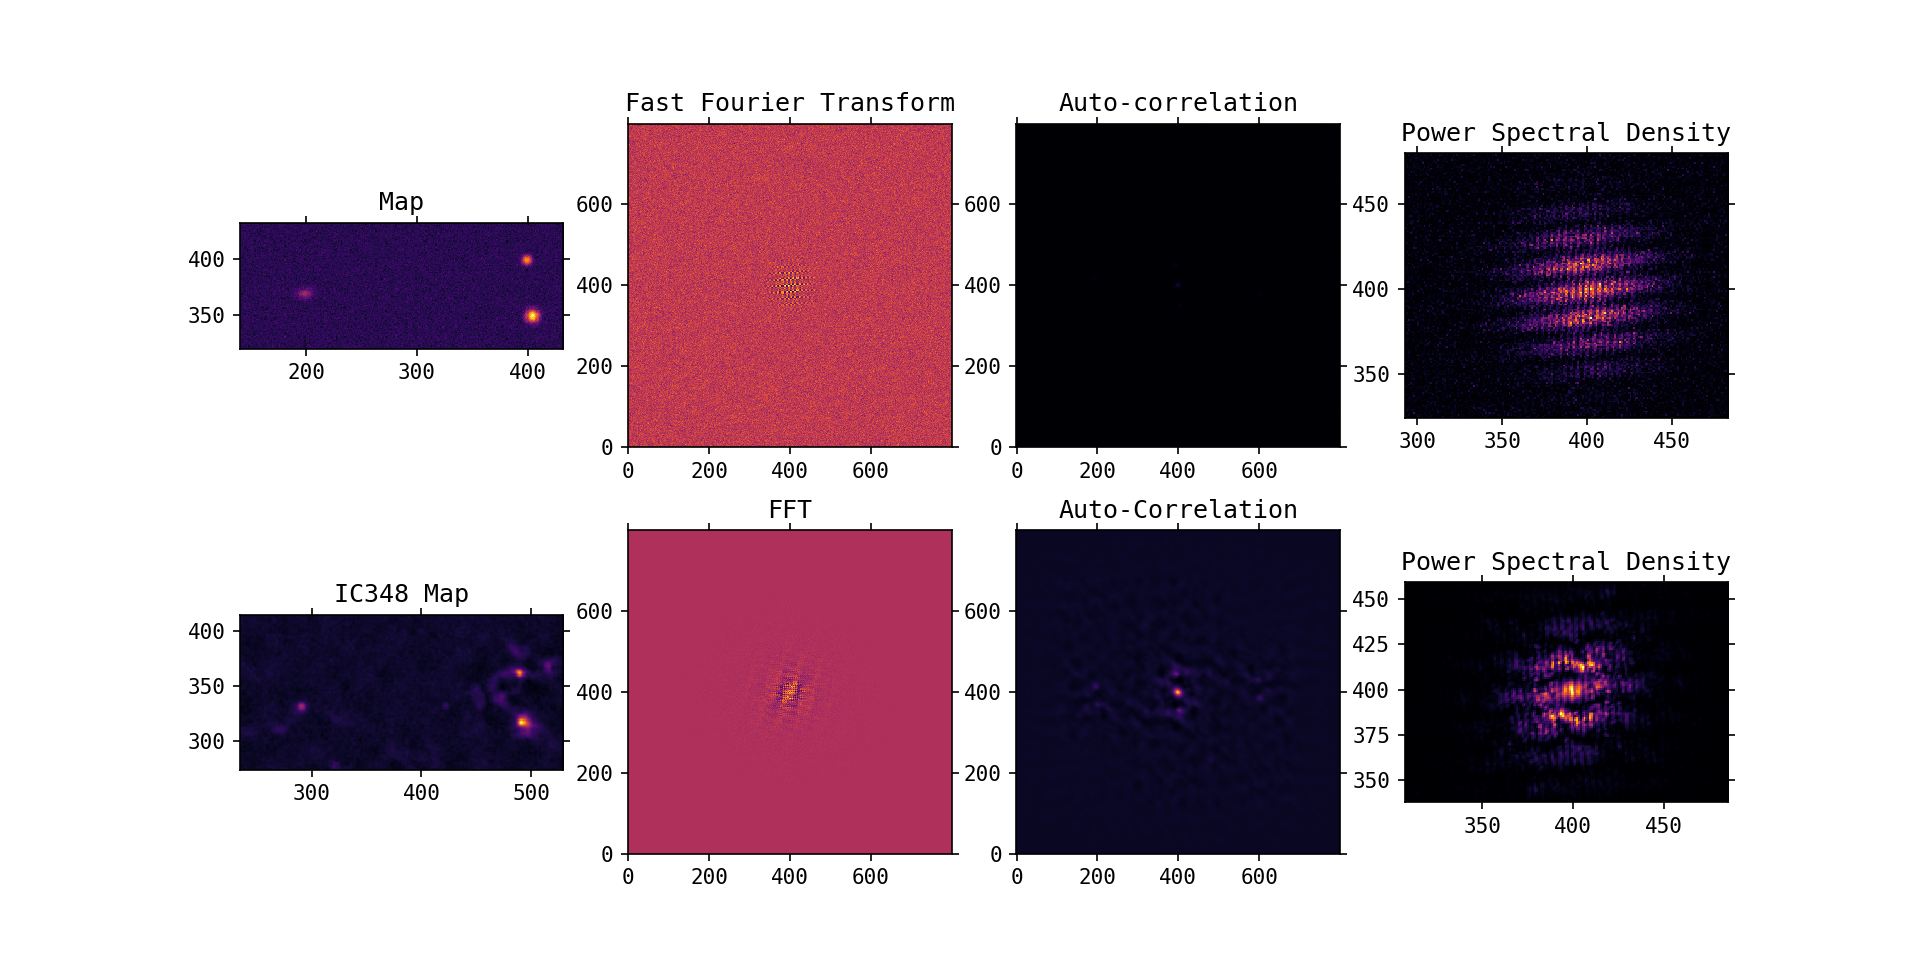 Map
400
350
200 300 400
Fast Fourier Transform
600
400
200
0
0 200 400 600
Auto-correlation
600
400
200
0
0 200 400 600
Power Spectral Density
450
400
350
300 350 400 450
IC348 Map
400
350
300
300 400 500
FFT
600
400
200
0
0 200 400 600
Auto-Correlation
600
400
200
0
0 200 400 600
Power Spectral Density
450
425
400
375
350
350 400 450